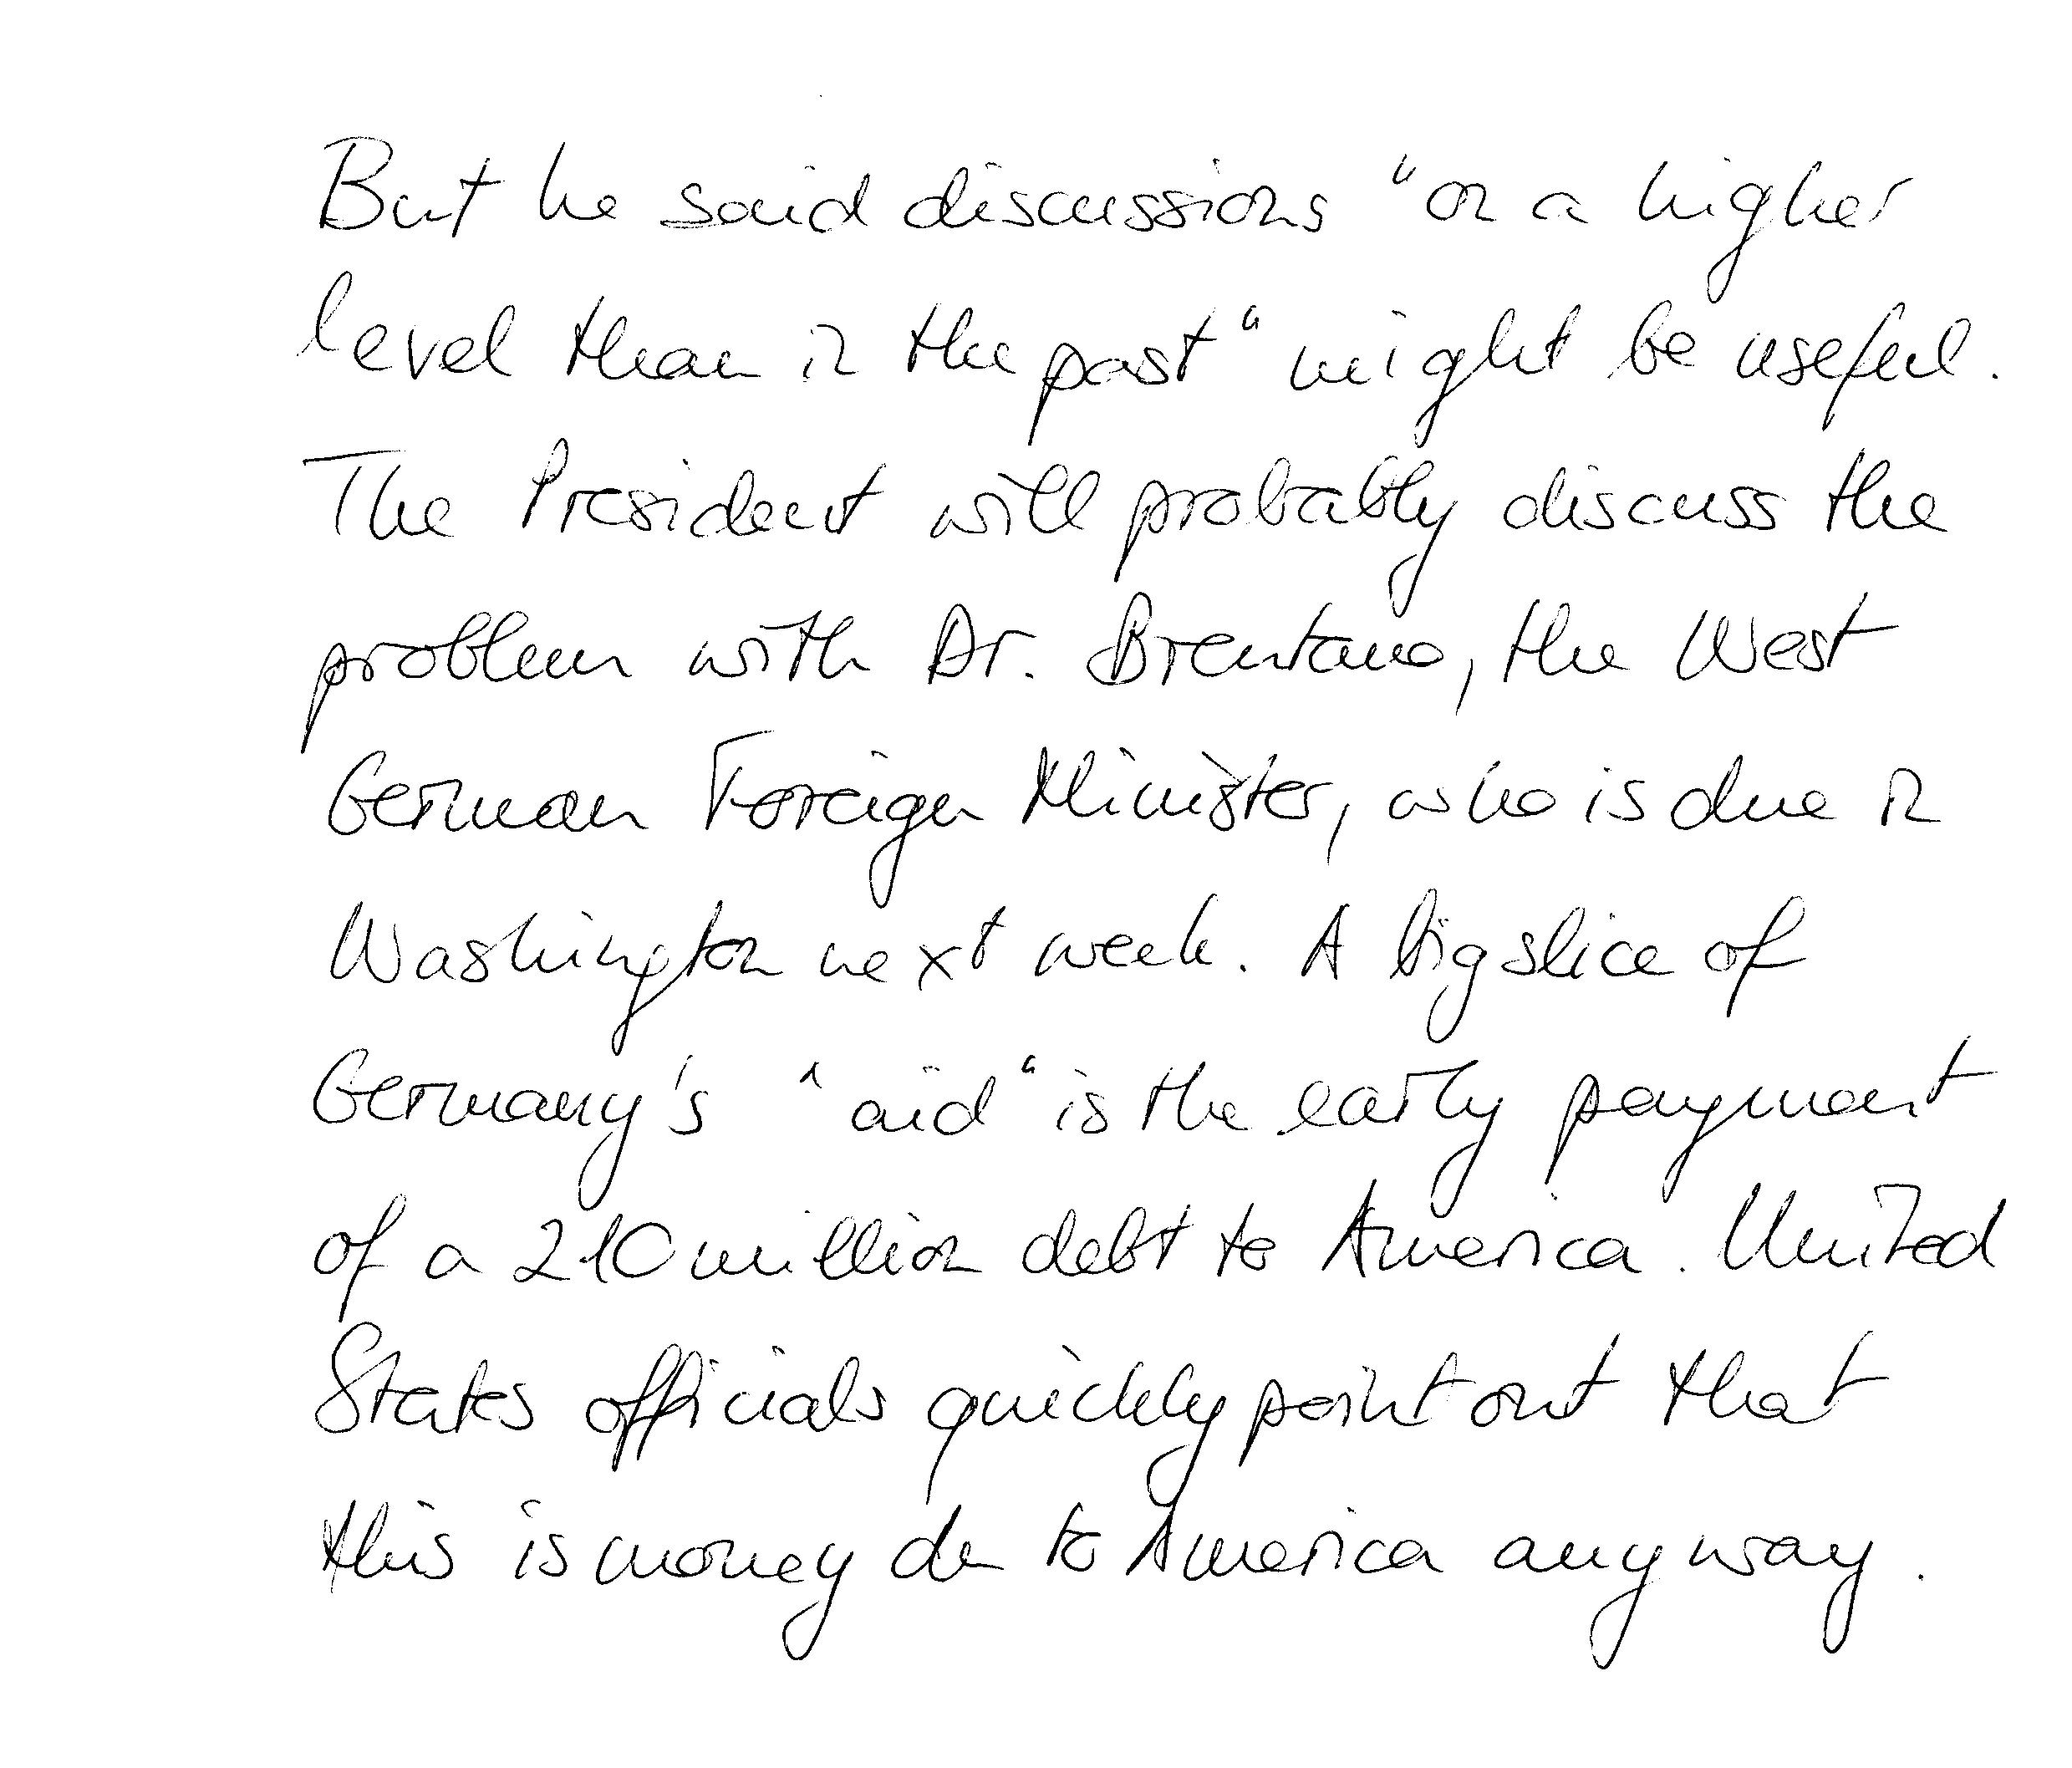 But he said discussions "on a higher
level than in the past" might be useful.
The President will probably discuss the
problem with Dr. Brentano, the West
German Foreign Minister, who is due in
Washington next week. A big slice of
Germany's "aid" is the early payment
of a 210 million debt to America. United
States officials quickly point out that
this is money due to America anyway.